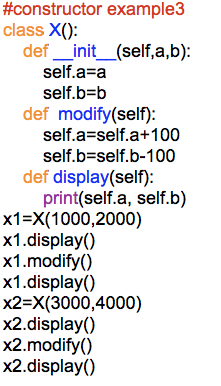 #constructor example3
class X():
    def __init__(self,a,b):
        self.a=a
        self.b=b
    def  modify(self):
        self.a=self.a+100
        self.b=self.b-100
    def display(self):
        print(self.a, self.b)
x1=X(1000,2000)
x1.display()
x1.modify()
x1.display()
x2=X(3000,4000)
x2.display()
x2.modify()
x2.display()